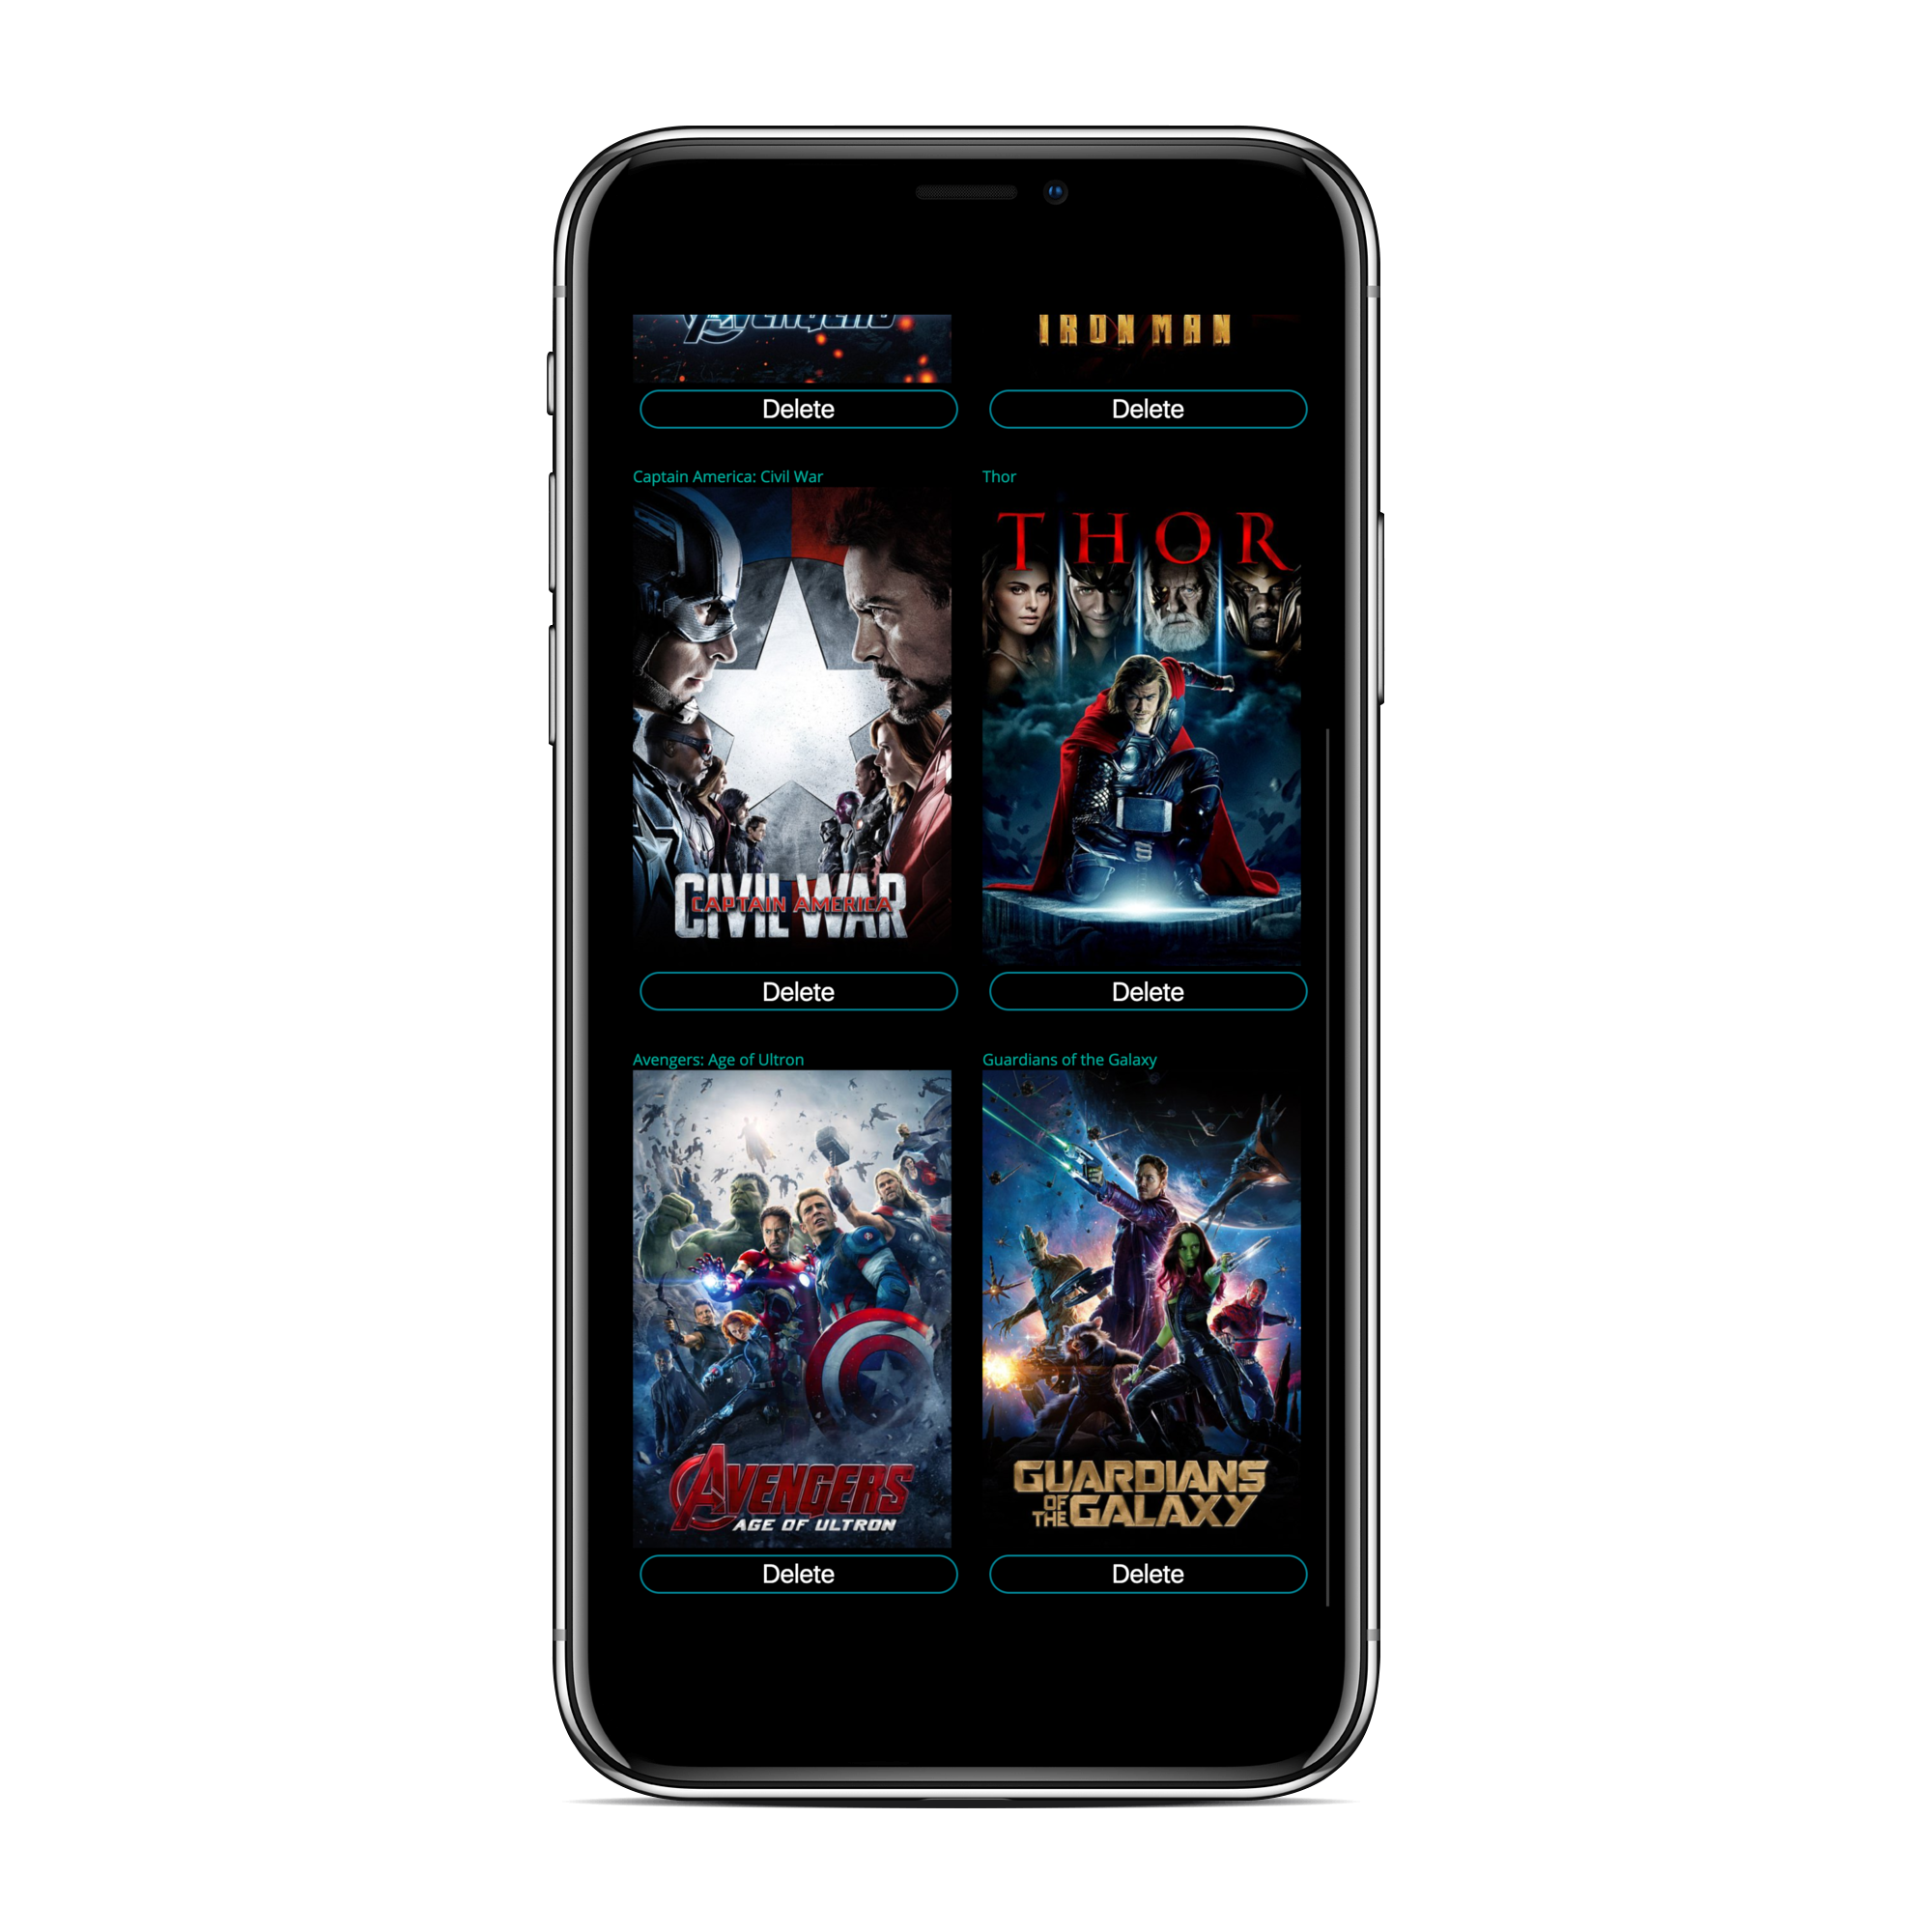 AVENGERS
IRON MAN
Delete
Delete
Captain America: Civil War
Thor
THOR
CIVIL WAR
CAPTAIN AMERICA
Delete
Delete
Avengers: Age of Ultron
Guardians of the Galaxy
AVENGERS
AGE OF ULTRON
GUARDIANS
OF THE GALAXY
Delete
Delete